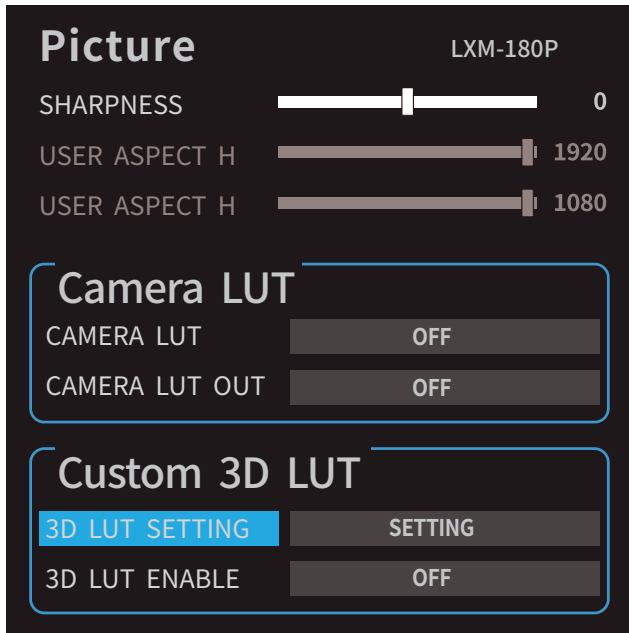 Picture LXM-180P
SHARPNESS 0
USER ASPECT H 1920
USER ASPECT H 1080
Camera LUT
CAMERA LUT OFF
CAMERA LUT OUT OFF
Custom 3D LUT
3D LUT SETTING SETTING
3D LUT ENABLE OFF